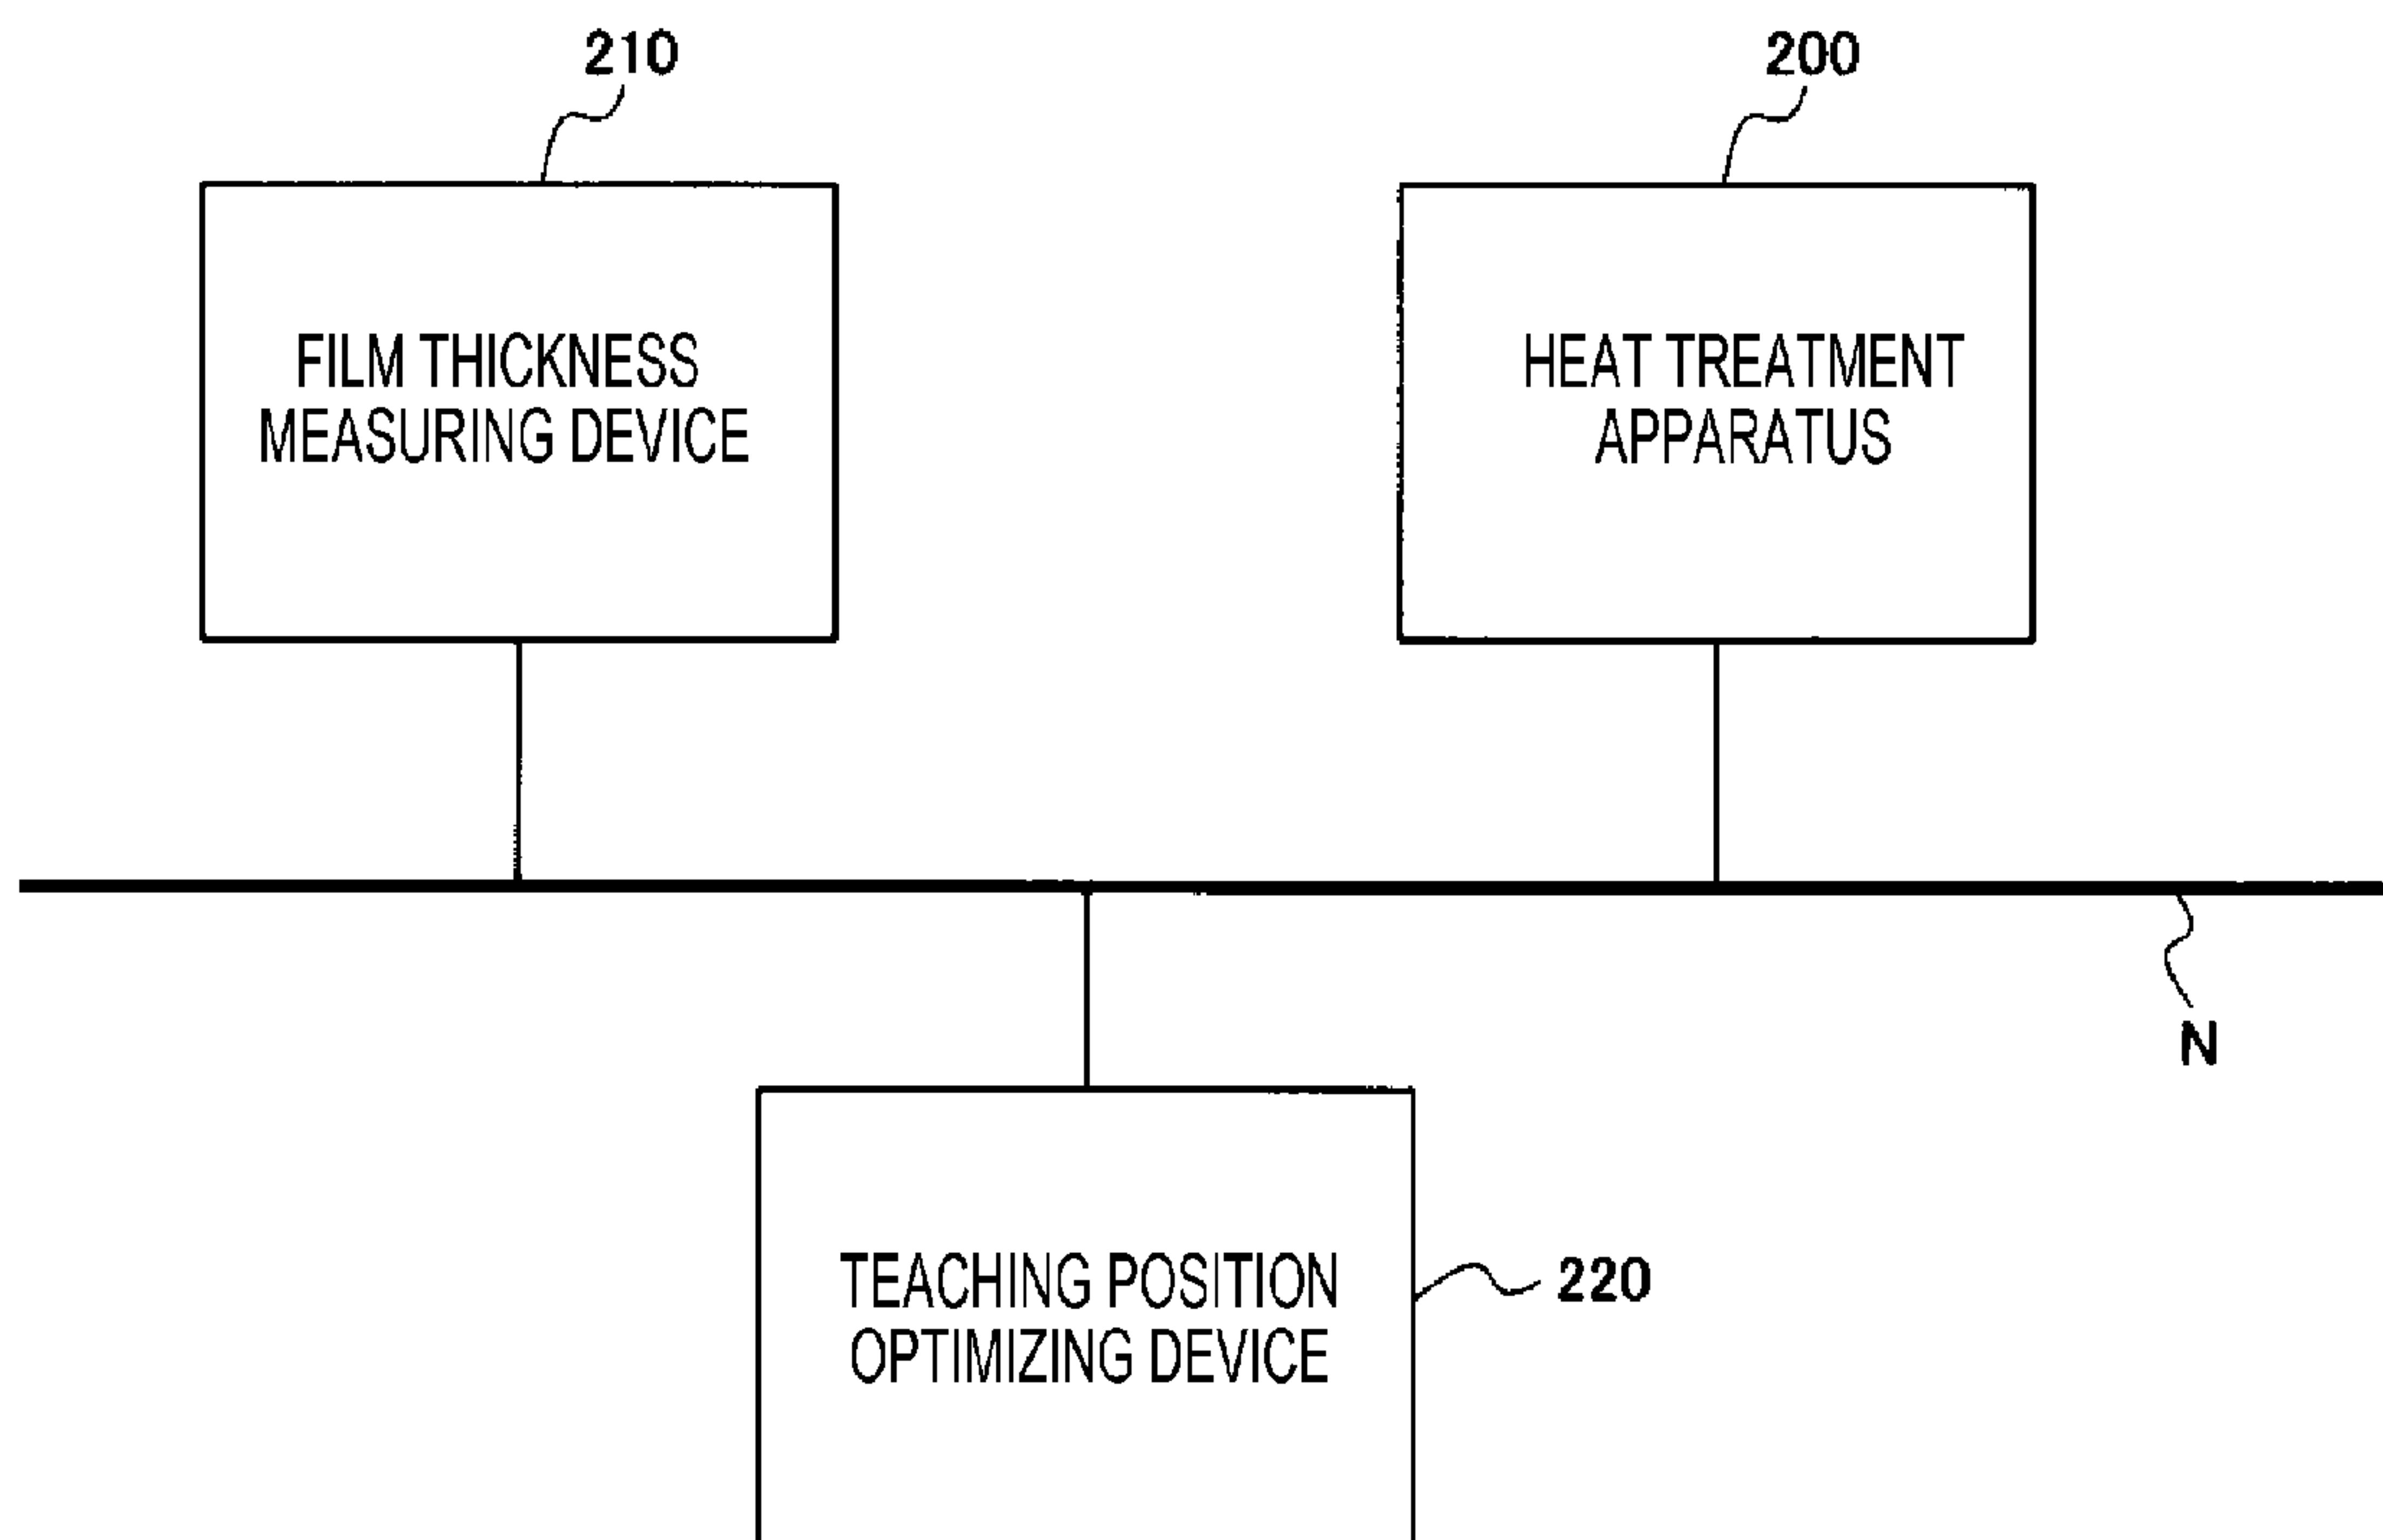 210
200
FILM THICKNESS
MEASURING DEVICE
HEAT TREATMENT
APPARATUS
N
TEACHING POSITION
OPTIMIZING DEVICE
220